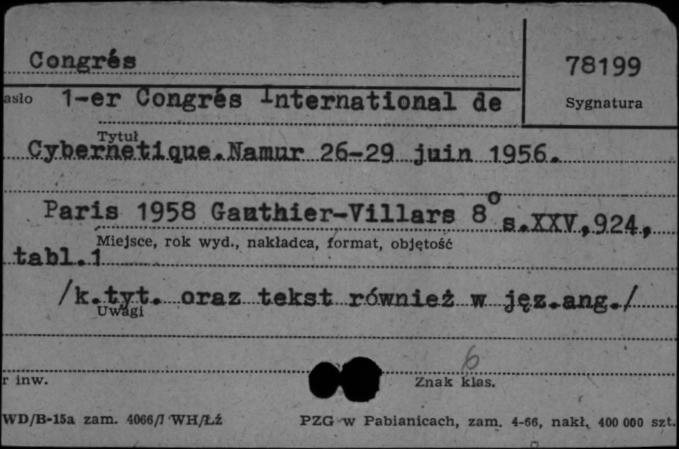 Congrés
78199
asło 1-er Congrés International de
Sygnatura
Tytuł
Cybernetique.Namur 26-29 juin 1956.
Paris 1958 Gauthier-Villars 8° s.XXV,924,
Miejsce, rok wyd., nakładca, format, objętość
tabl.1
/k.tyt. oraz tekst również w jęz.ang./
Uwagi
6
r inw.
Znak klas.
WD/B-15a zam. 4066/7 WH/Łź
PZG w Pabianicach, zam. 4-66, nakł. 400 000 szt.